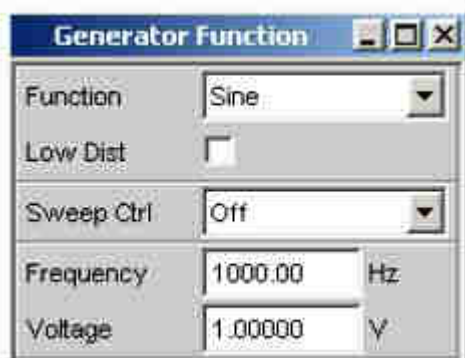 Generator Function
Function Sine
Low Dist
Sweep Ctrl Off
Frequency 1000.00 Hz
Voltage 1.00000 V